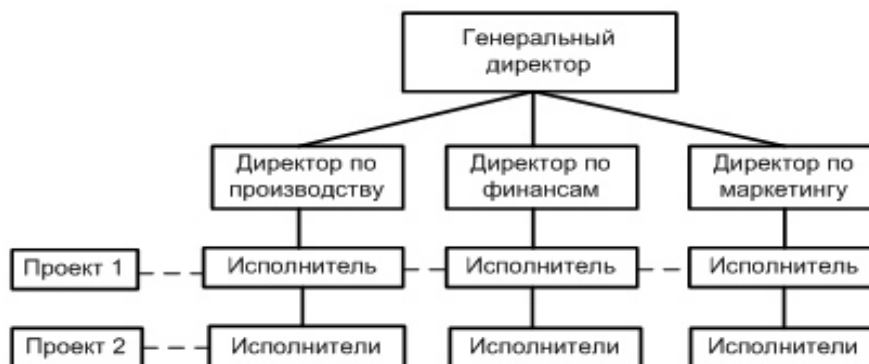 Генеральный
директор
Директор по
производству
Директор по
финансам
Директор по
маркетингу
Проект 1
Исполнитель
Исполнитель
Исполнитель
Проект 2
Исполнители
Исполнители
Исполнители